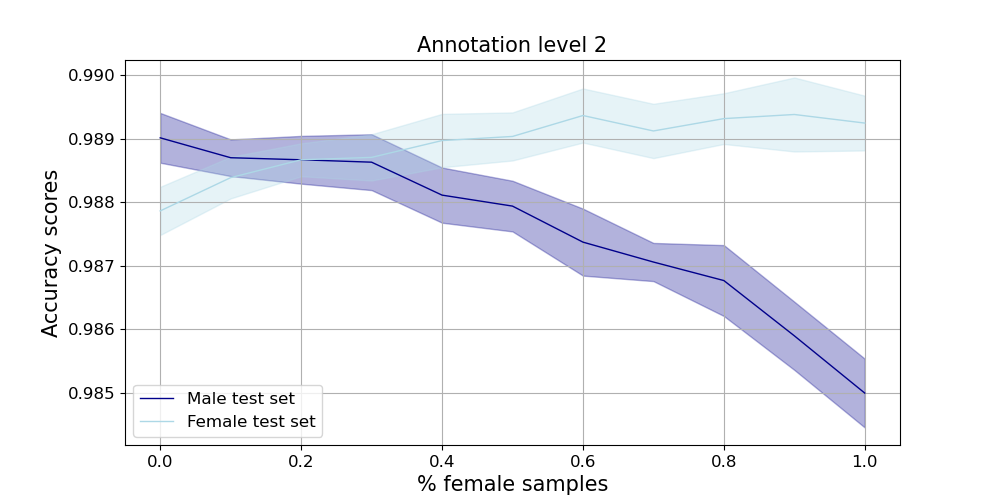 Annotation level 2
Accuracy scores
0.990
0.989
0.988
0.987
0.986
0.985
Male test set
Female test set
0.0 0.2 0.4 0.6 0.8 1.0
% female samples